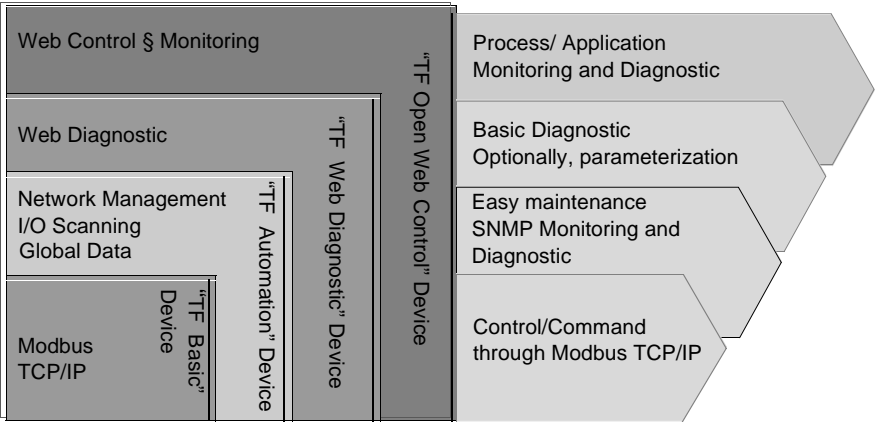 Web Control § Monitoring
“TF Open Web Control” Device
Web Diagnostic
“TF Web Diagnostic” Device
Network Management
I/O Scanning
Global Data
“TF Automation” Device
Modbus
TCP/IP
“TF Basic”
Device
Process/ Application
Monitoring and Diagnostic
Basic Diagnostic
Optionally, parameterization
Easy maintenance
SNMP Monitoring and
Diagnostic
Control/Command
through Modbus TCP/IP